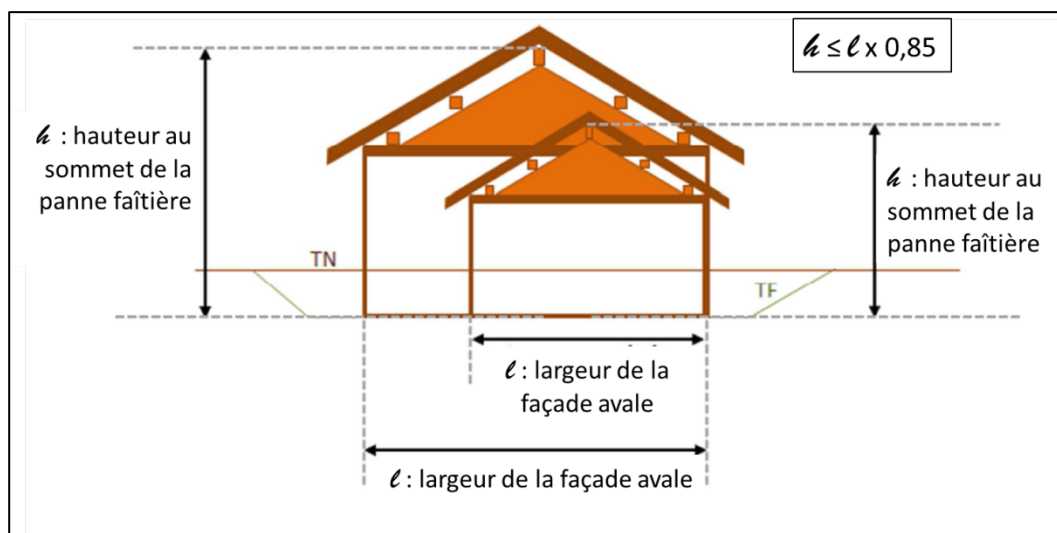 h ≤ l x 0,85
h : hauteur au
sommet de la
panne faîtière
h : hauteur au
sommet de la
panne faîtière
TN
TF
l : largeur de la
façade avale
l : largeur de la façade avale